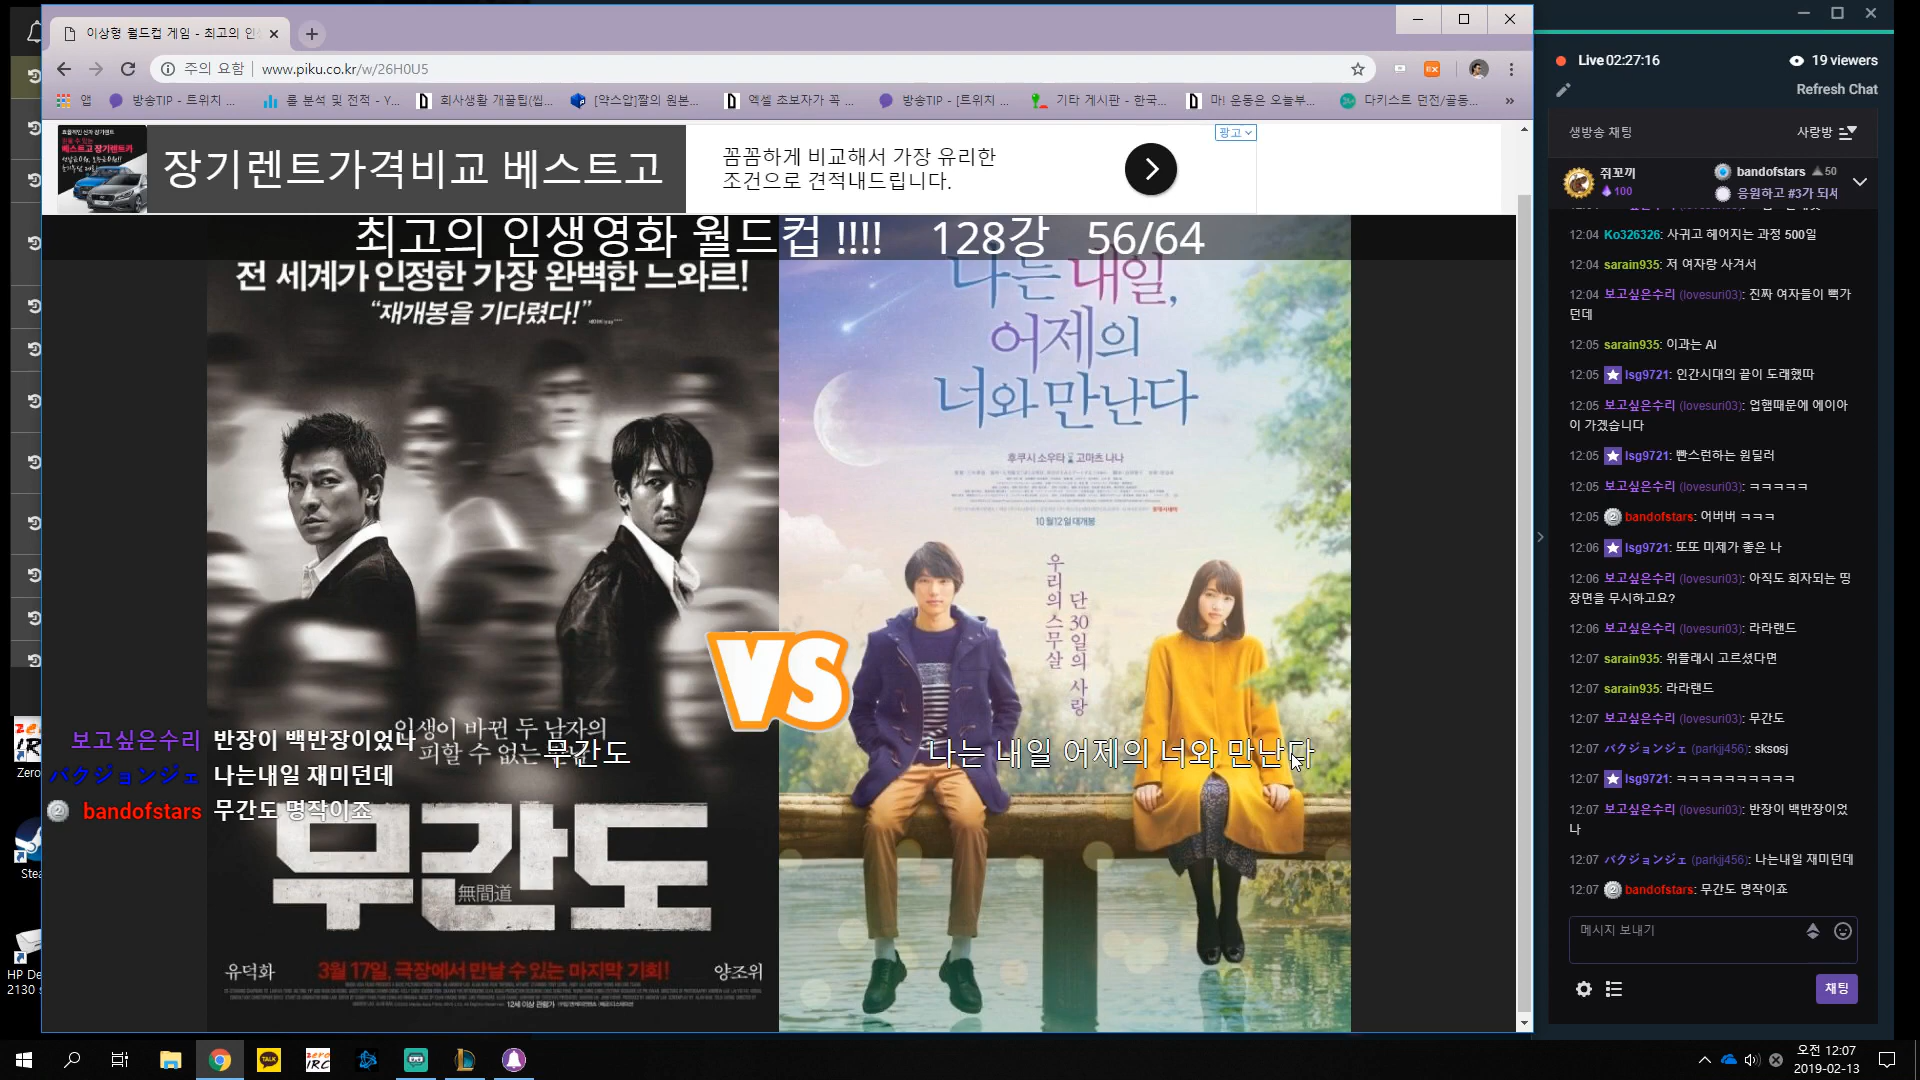 이상형 월드컵 게임 - 최고의 인생
주의 요함
www.piku.co.kr/w/26H0U5
앱
방송TIP - 트위치 ...
롤 분석 및 전적 - Y...
회사생활 개꿀팁(씹...
[약스압]짤의 원본...
엑셀 초보자가 꼭 ...
방송TIP - [트위치 ...
기타 게시판 - 한국...
마! 운동은 오늘부...
다키스트 던전/골동...
»
베스트고 장기렌트카
장기렌트가격비교 베스트고
꼼꼼하게 비교해서 가장 유리한
조건으로 견적내드립니다.
광고
최고의 인생영화 월드컵 !!!! 128강 56/64
전 세계가 인정한 가장 완벽한 느와르!
“재개봉을 기다렸다!”
인생이 바뀐 두 남자의
피할 수 없는
무간도
무간도
無間道
유덕화
3월 17일, 극장에서 만날 수 있는 마지막 기회!
양조위
12세 이상 관람가
VS
나는 내일,
어제의
너와 만난다
후쿠시 소우타 고마츠 나나
10월12일 대개봉
우리의 스무살
단 30일의 사랑
나는 내일 어제의 너와 만난다
보고싶은수리 반장이 백반장이었나
パクジョンジェ 나는내일 재미던데
bandofstars 무간도 명작이죠
Live 02:27:16
19 viewers
Refresh Chat
생방송 채팅
사랑방
쥐꼬끼
100
bandofstars 50
응원하고 #3가 되세
12:04 Ko326326: 사귀고 헤어지는 과정 500일
12:04 sarain935: 저 여자랑 사겨서
12:04 보고싶은수리 (lovesuri03): 진짜 여자들이 빡가
던데
12:05 sarain935: 이과는 AI
12:05 lsg9721: 인간시대의 끝이 도래했따
12:05 보고싶은수리 (lovesuri03): 업햄때문에 에이아
이 가겠습니다
12:05 lsg9721: 빤스런하는 원딜러
12:05 보고싶은수리 (lovesuri03): ㅋㅋㅋㅋㅋ
12:05 bandofstars: 어버버 ㅋㅋㅋ
12:06 lsg9721: 또또 미제가 좋은 나
12:06 보고싶은수리 (lovesuri03): 아직도 회자되는 띵
장면을 무시하고요?
12:06 보고싶은수리 (lovesuri03): 라라랜드
12:07 sarain935: 위플래시 고르셨다면
12:07 sarain935: 라라랜드
12:07 보고싶은수리 (lovesuri03): 무간도
12:07 パクジョンジェ (parkjj456): sksosj
12:07 lsg9721: ㅋㅋㅋㅋㅋㅋㅋㅋㅋㅋ
12:07 보고싶은수리 (lovesuri03): 반장이 백반장이었
나
12:07 パクジョンジェ (parkjj456): 나는내일 재미던데
12:07 bandofstars: 무간도 명작이죠
메시지 보내기
채팅
Zero
Stea
HP De
2130 s
TALK
zero
IRC
오전 12:07
2019-02-13